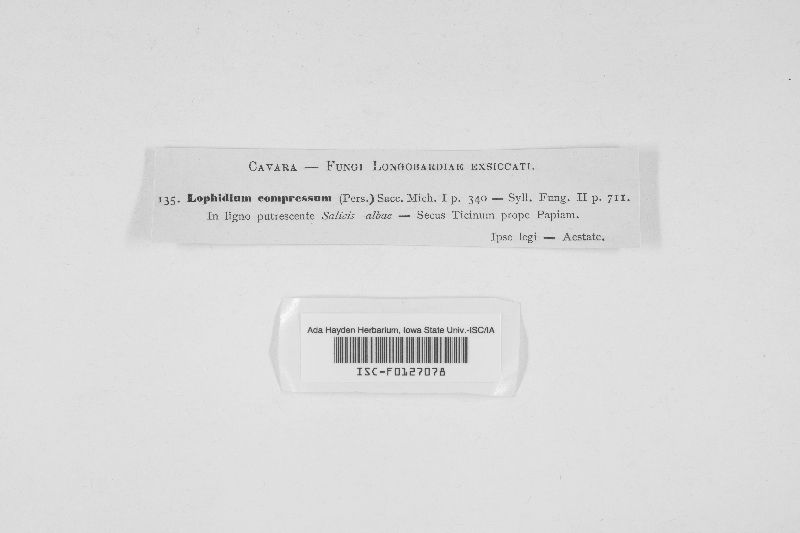 CAVARA — FUNGI LONGOBARDIAE EXSICCATI.
135. Lophidium compressum (Pers.) Sacc. Mich. I p. 340 — Syll. Fung. II p. 711.
In ligno putrescente Salicis albae — Secus Ticinum prope Papiam.
Ipse legi — Aestate.
Ada Hayden Herbarium, Iowa State Univ.-ISC/IA
ISC-F0127078